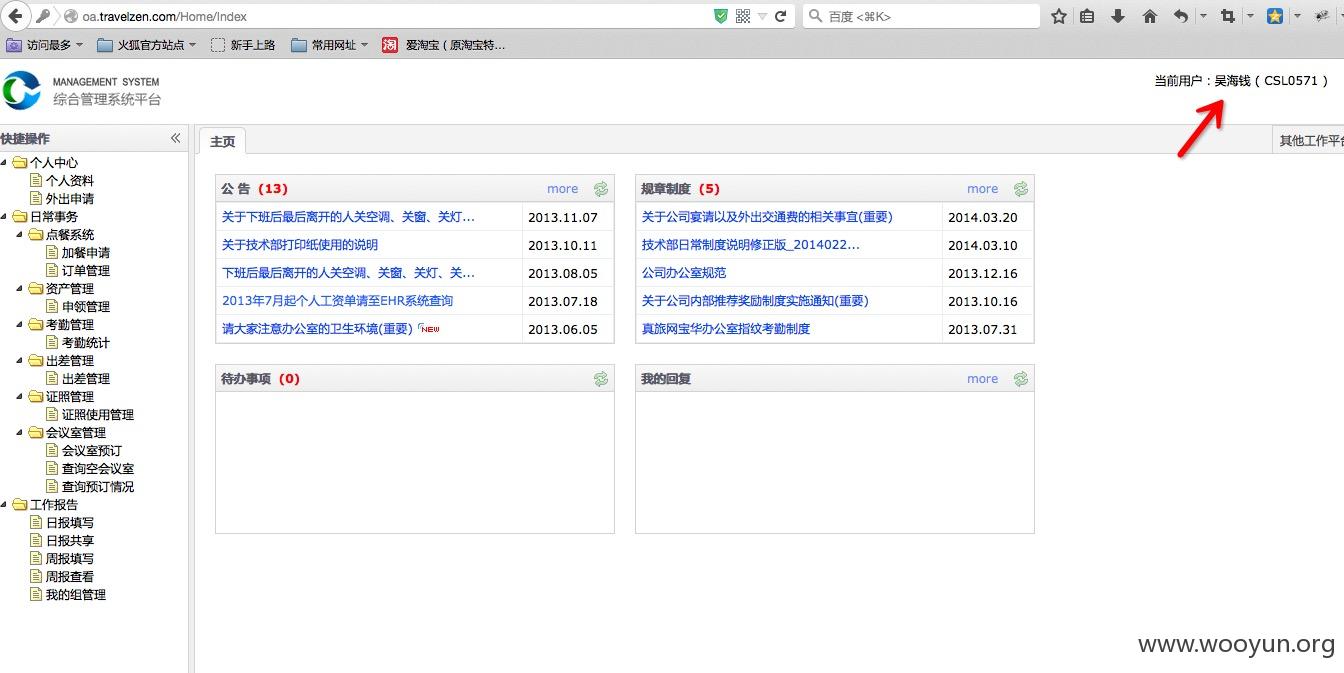 oa.travelzen.com/Home/Index
百度 <⌘K>
访问最多
火狐官方站点
新手上路
常用网址
淘
爱淘宝（原淘宝特...
MANAGEMENT SYSTEM
综合管理系统平台
当前用户：吴海钱（CSL0571）
快捷操作
主页
其他工作平台
个人中心
个人资料
外出申请
日常事务
点餐系统
加餐申请
订单管理
资产管理
申领管理
考勤管理
考勤统计
出差管理
出差管理
证照管理
证照使用管理
会议室管理
会议室预订
查询空会议室
查询预订情况
工作报告
日报填写
日报共享
周报填写
周报查看
我的组管理
公 告 (13) more
关于下班后最后离开的人关空调、关窗、关灯... 2013.11.07
关于技术部打印纸使用的说明 2013.10.11
下班后最后离开的人关空调、关窗、关灯、关... 2013.08.05
2013年7月起个人工资单请至EHR系统查询 2013.07.18
请大家注意办公室的卫生环境(重要) NEW 2013.06.05
规章制度 (5) more
关于公司宴请以及外出交通费的相关事宜(重要) 2014.03.20
技术部日常制度说明修正版_2014022... 2014.03.10
公司办公室规范 2013.12.16
关于公司内部推荐奖励制度实施通知(重要) 2013.10.16
真旅网宝华办公室指纹考勤制度 2013.07.31
待办事项 (0)
我的回复 more
www.wooyun.org